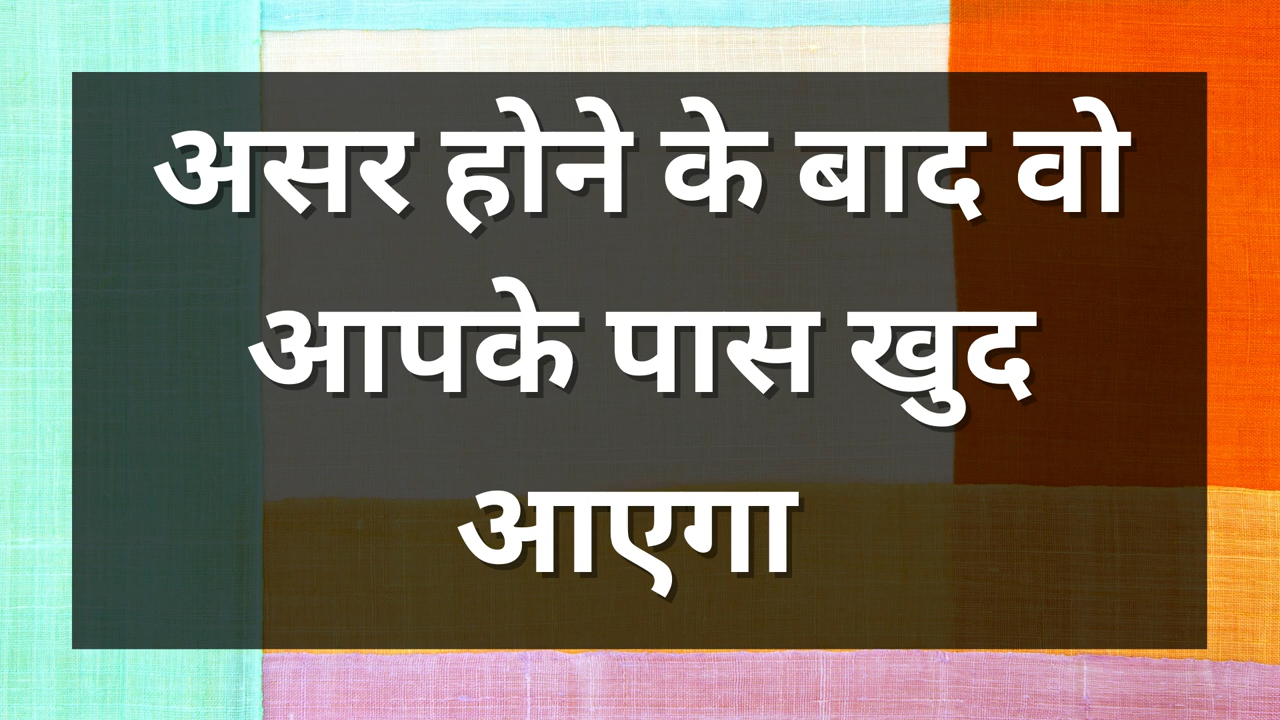 असर होने के बाद वो
आपके पास खुद
आएगा